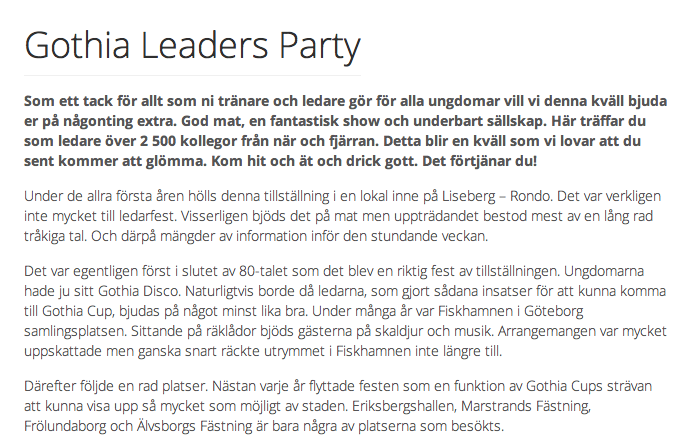 Gothia Leaders Party
Som ett tack för allt som ni tränare och ledare gör för alla ungdomar vill vi denna kväll bjuda
er på någonting extra. God mat, en fantastisk show och underbart sällskap. Här träffar du
som ledare över 2 500 kollegor från när och fjärran. Detta blir en kväll som vi lovar att du
sent kommer att glömma. Kom hit och ät och drick gott. Det förtjänar du!
Under de allra första åren hölls denna tillställning i en lokal inne på Liseberg – Rondo. Det var verkligen
inte mycket till ledarfest. Visserligen bjöds det på mat men uppträdandet bestod mest av en lång rad
tråkiga tal. Och därpå mängder av information inför den stundande veckan.
Det var egentligen först i slutet av 80-talet som det blev en riktig fest av tillställningen. Ungdomarna
hade ju sitt Gothia Disco. Naturligtvis borde då ledarna, som gjort sådana insatser för att kunna komma
till Gothia Cup, bjudas på något minst lika bra. Under många år var Fiskhamnen i Göteborg
samlingsplatsen. Sittande på räklådor bjöds gästerna på skaldjur och musik. Arrangemangen var mycket
uppskattade men ganska snart räckte utrymmet i Fiskhamnen inte längre till.
Därefter följde en rad platser. Nästan varje år flyttade festen som en funktion av Gothia Cups strävan
att kunna visa upp så mycket som möjligt av staden. Eriksbergshallen, Marstrands Fästning,
Frölundaborg och Älvsborgs Fästning är bara några av platserna som besökts.